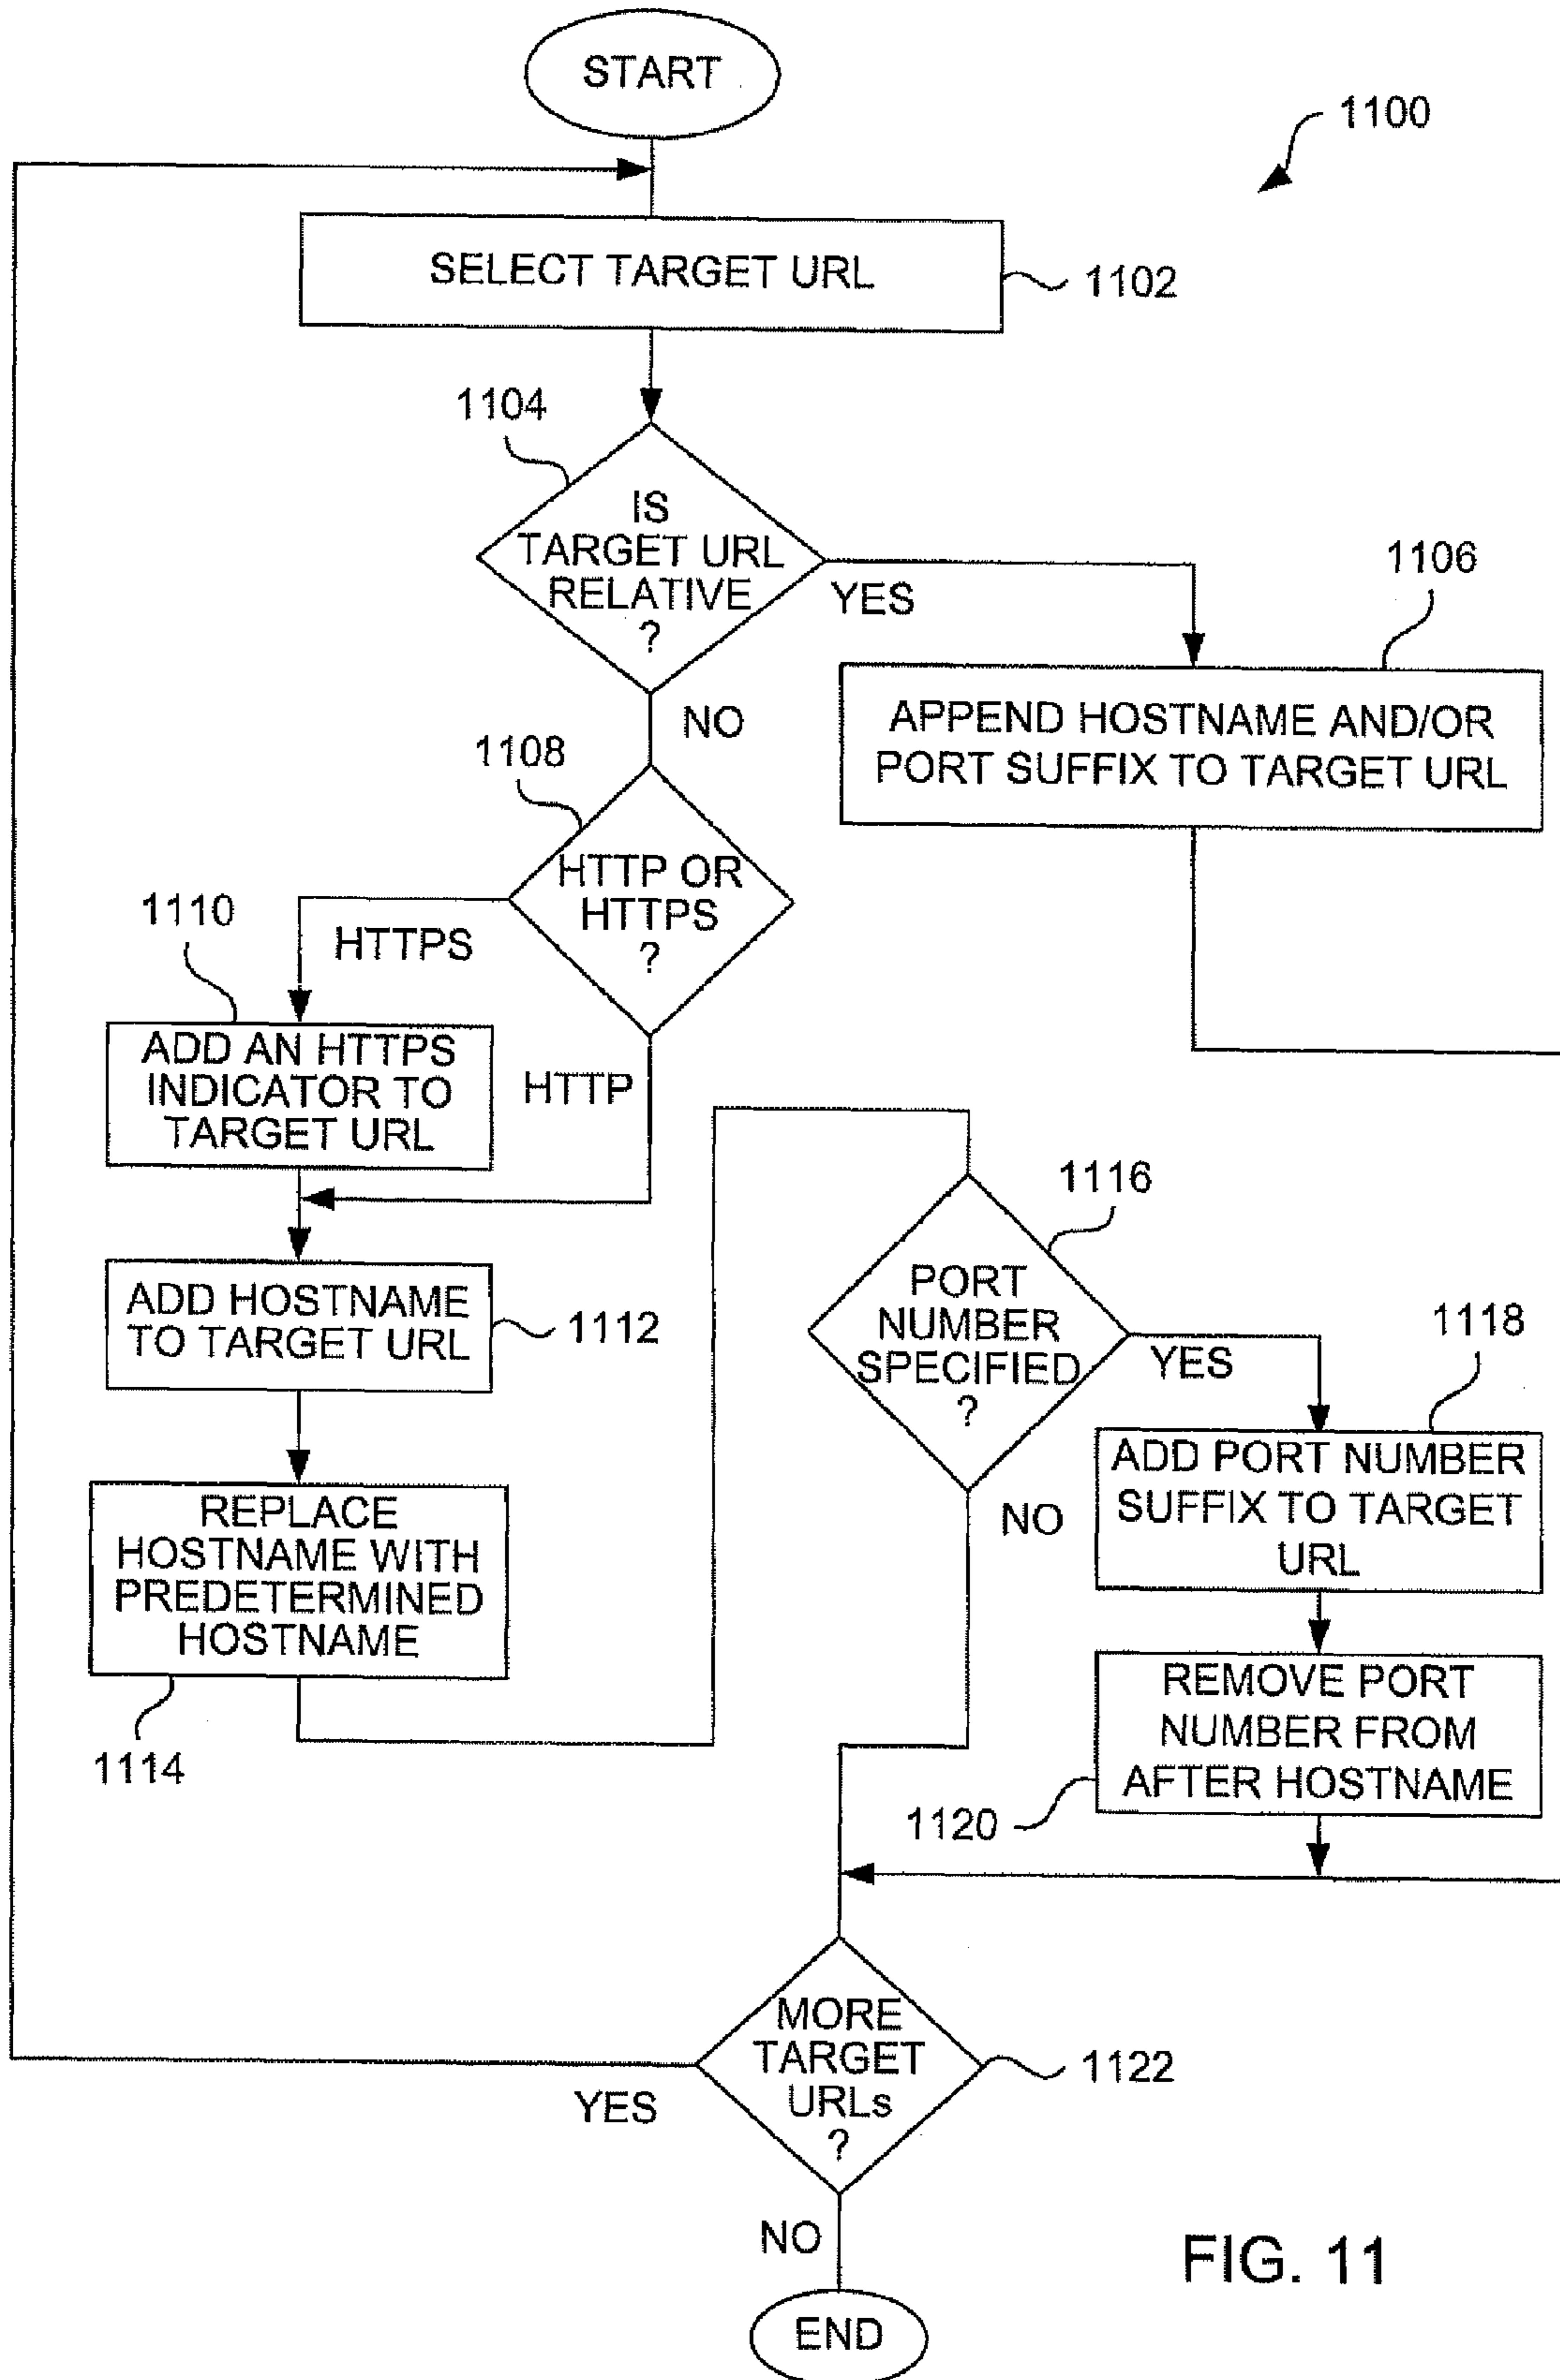 START
1100
SELECT TARGET URL
1102
1104
IS
TARGET URL
RELATIVE
?
YES
NO
1106
APPEND HOSTNAME AND/OR
PORT SUFFIX TO TARGET URL
1108
HTTP OR
HTTPS
?
HTTPS
HTTP
1110
ADD AN HTTPS
INDICATOR TO
TARGET URL
ADD HOSTNAME
TO TARGET URL
1112
REPLACE
HOSTNAME WITH
PREDETERMINED
HOSTNAME
1114
1116
PORT
NUMBER
SPECIFIED
?
YES
NO
1118
ADD PORT NUMBER
SUFFIX TO TARGET
URL
REMOVE PORT
NUMBER FROM
AFTER HOSTNAME
1120
MORE
TARGET
URLs
?
1122
YES
NO
END
FIG. 11